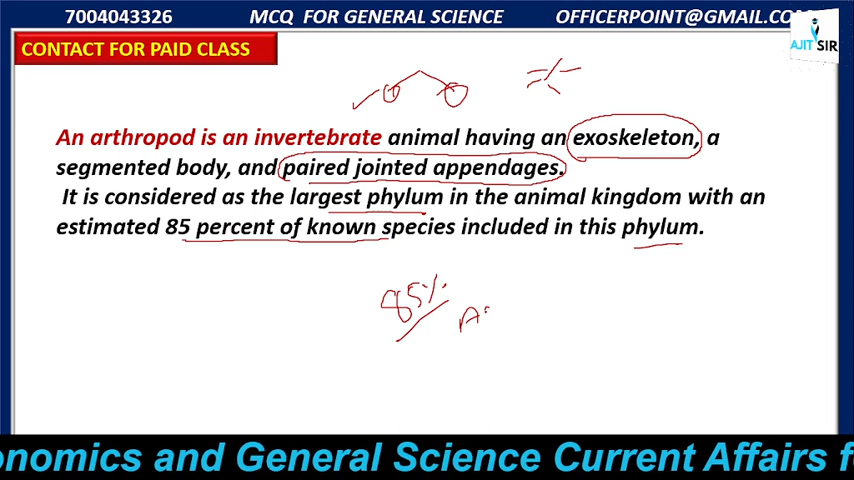 7004043326 MCQ FOR GENERAL SCIENCE OFFICERPOINT@GMAIL.CO
CONTACT FOR PAID CLASS
AJIT SIR
An arthropod is an invertebrate animal having an exoskeleton, a
segmented body, and paired jointed appendages.
It is considered as the largest phylum in the animal kingdom with an
estimated 85 percent of known species included in this phylum.
85%
onomics and General Science Current Affairs f